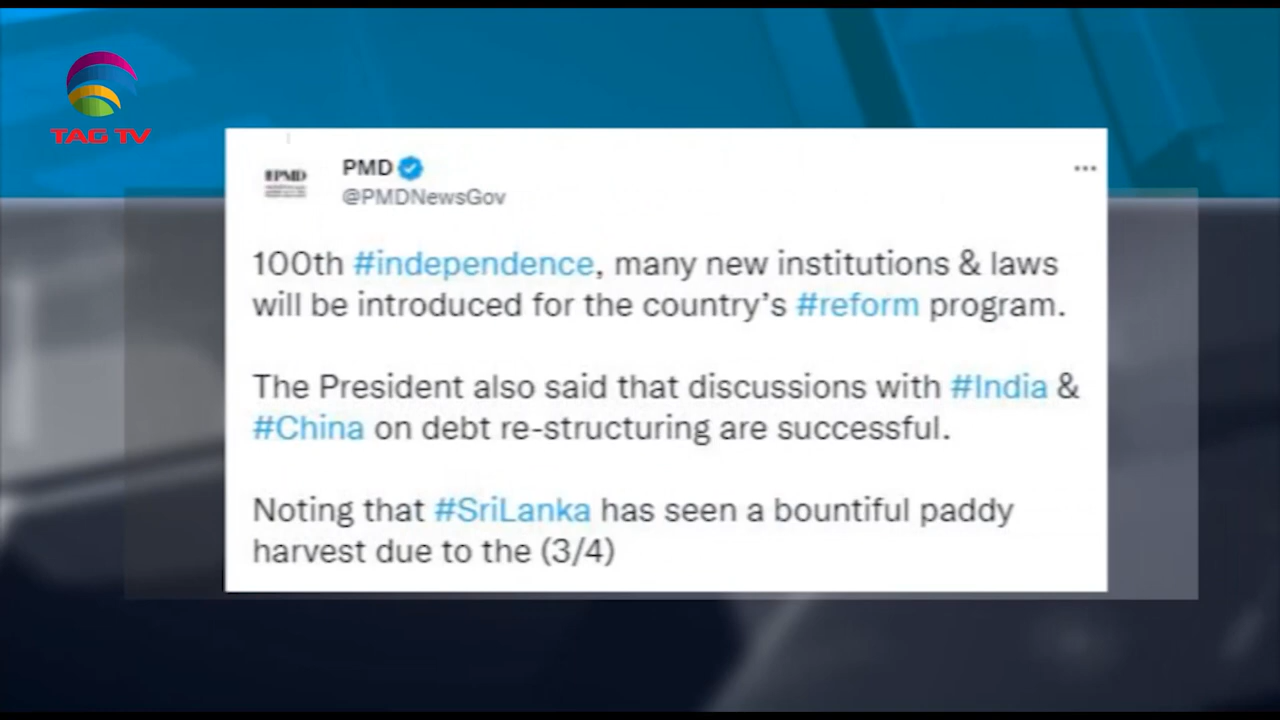 TAG TV
PMD
PMD
@PMDNewsGov
100th #independence, many new institutions & laws
will be introduced for the country's #reform program.
The President also said that discussions with #India &
#China on debt re-structuring are successful.
Noting that #SriLanka has seen a bountiful paddy
harvest due to the (3/4)